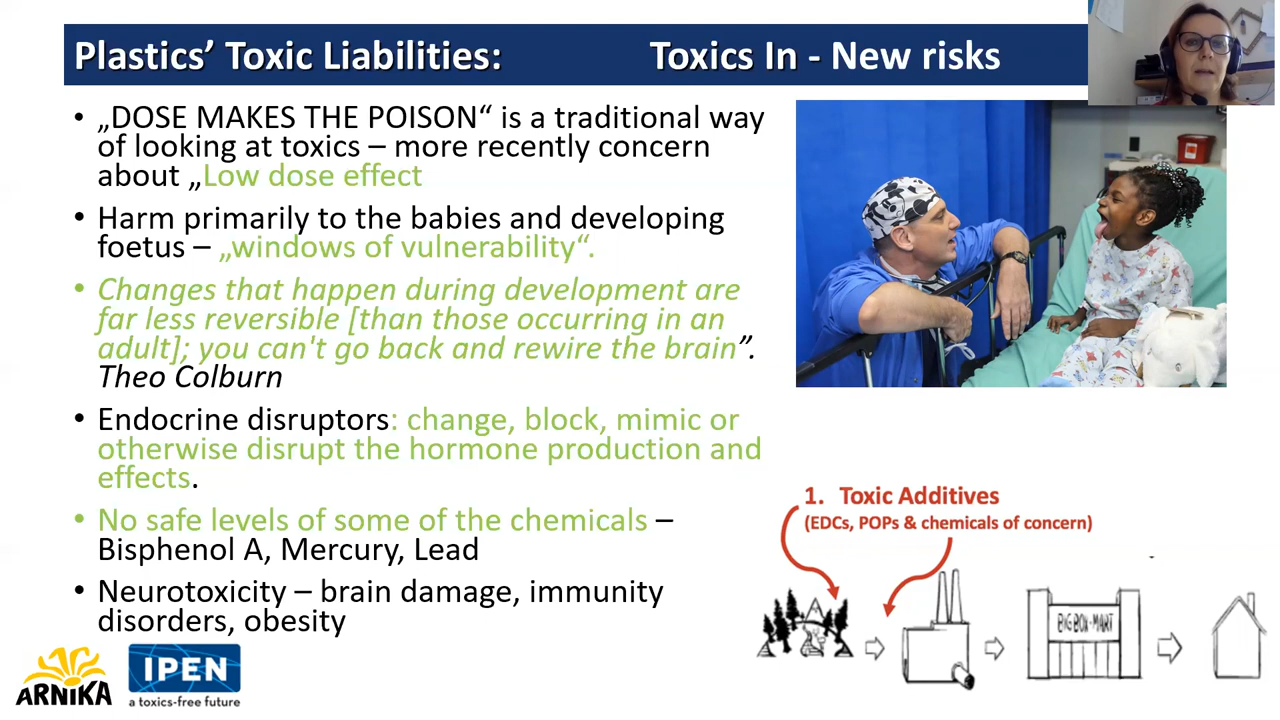 Plastics' Toxic Liabilities: Toxics In - New risks
• „DOSE MAKES THE POISON“ is a traditional way
of looking at toxics – more recently concern
about „Low dose effect
• Harm primarily to the babies and developing
foetus – „windows of vulnerability“.
• Changes that happen during development are
far less reversible [than those occurring in an
adult]; you can't go back and rewire the brain”.
Theo Colburn
• Endocrine disruptors: change, block, mimic or
otherwise disrupt the hormone production and
effects.
• No safe levels of some of the chemicals –
Bisphenol A, Mercury, Lead
• Neurotoxicity – brain damage, immunity
disorders, obesity
1. Toxic Additives
(EDCs, POPs & chemicals of concern)
BIG BOX-MART
ARNIKA
IPEN
a toxics-free future